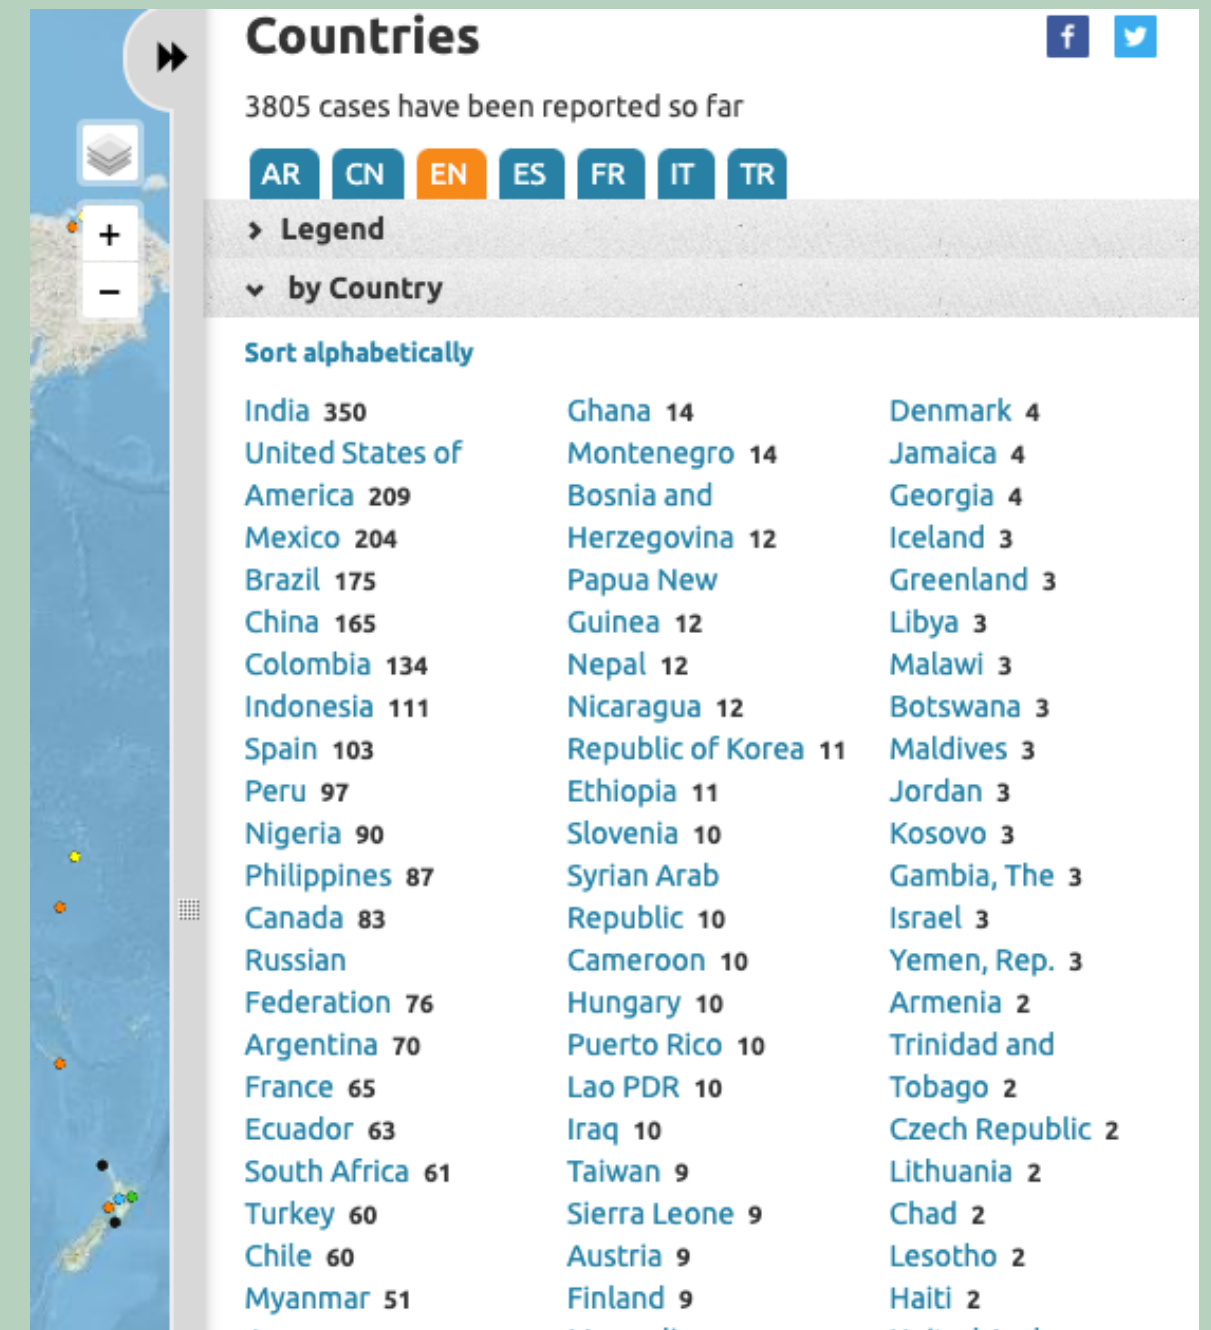 Countries
3805 cases have been reported so far
AR CN EN ES FR IT TR
Legend
by Country
Sort alphabetically
India 350
United States of
America 209
Mexico 204
Brazil 175
China 165
Colombia 134
Indonesia 111
Spain 103
Peru 97
Nigeria 90
Philippines 87
Canada 83
Russian
Federation 76
Argentina 70
France 65
Ecuador 63
South Africa 61
Turkey 60
Chile 60
Myanmar 51
Ghana 14
Montenegro 14
Bosnia and
Herzegovina 12
Papua New
Guinea 12
Nepal 12
Nicaragua 12
Republic of Korea 11
Ethiopia 11
Slovenia 10
Syrian Arab
Republic 10
Cameroon 10
Hungary 10
Puerto Rico 10
Lao PDR 10
Iraq 10
Taiwan 9
Sierra Leone 9
Austria 9
Finland 9
Denmark 4
Jamaica 4
Georgia 4
Iceland 3
Greenland 3
Libya 3
Malawi 3
Botswana 3
Maldives 3
Jordan 3
Kosovo 3
Gambia, The 3
Israel 3
Yemen, Rep. 3
Armenia 2
Trinidad and
Tobago 2
Czech Republic 2
Lithuania 2
Chad 2
Lesotho 2
Haiti 2